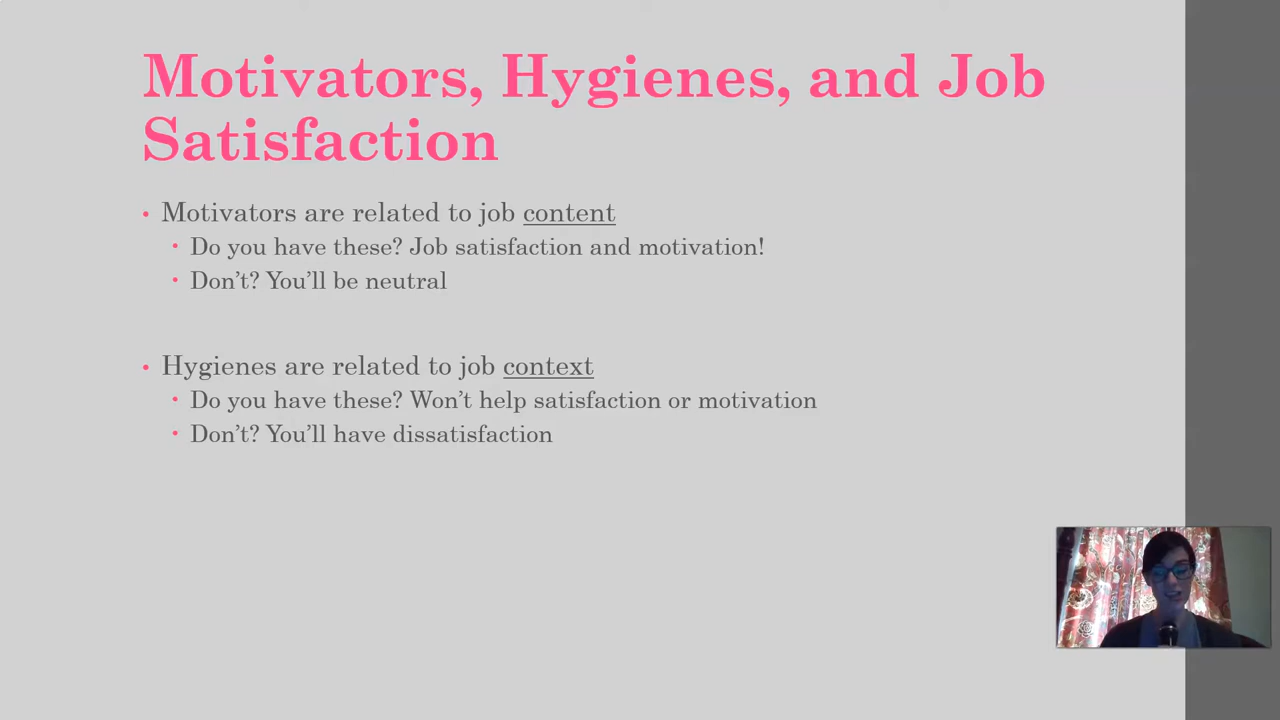 Motivators, Hygienes, and Job
Satisfaction
• Motivators are related to job content
• Do you have these? Job satisfaction and motivation!
• Don’t? You’ll be neutral
• Hygienes are related to job context
• Do you have these? Won’t help satisfaction or motivation
• Don’t? You’ll have dissatisfaction